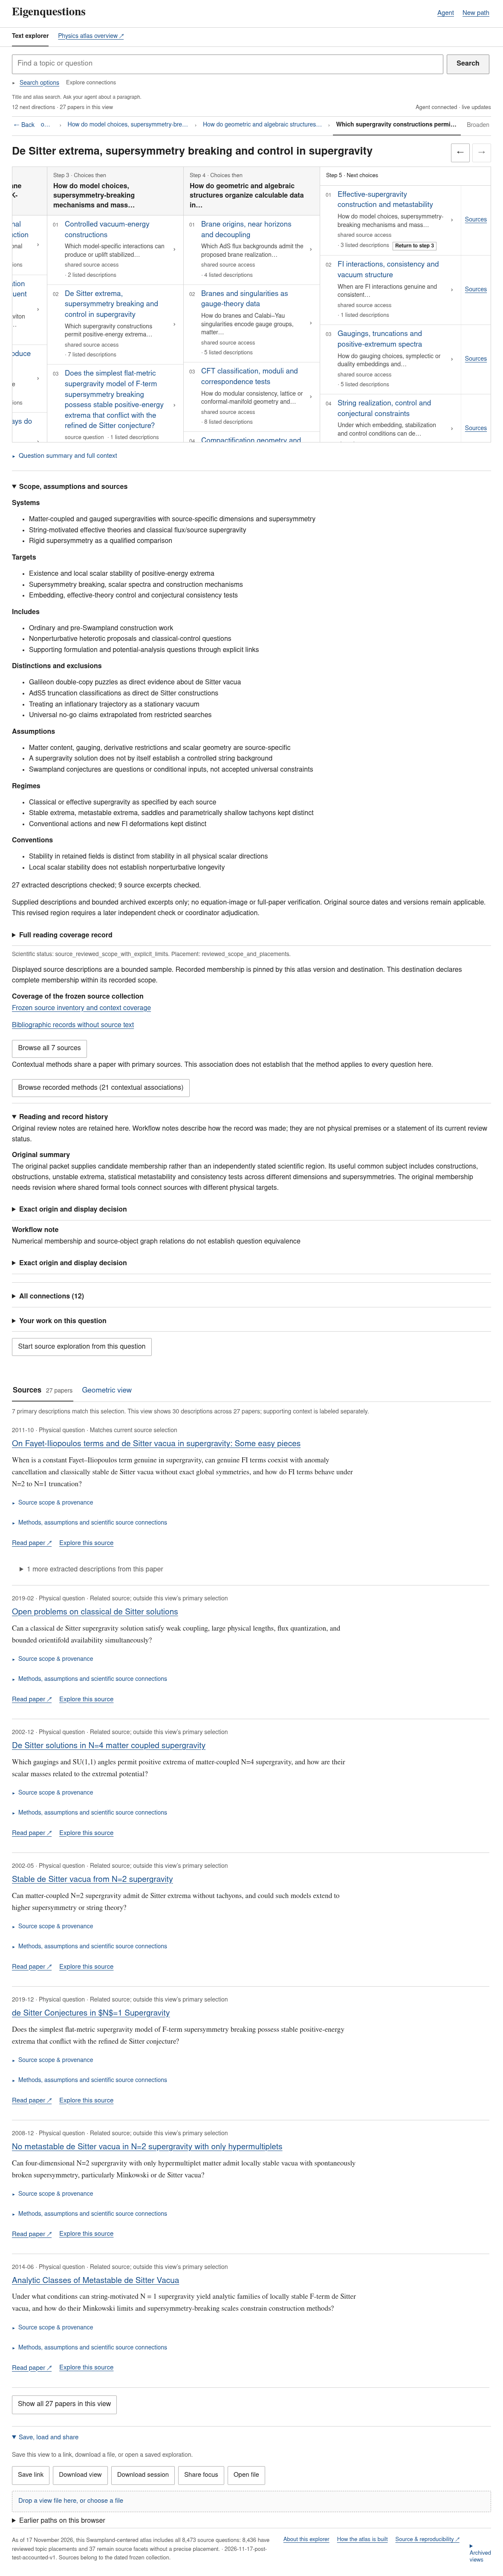 Eigenquestions
Agent New path
Text explorer Physics atlas overview ↗
Find a topic or question
Search
Search options Explore connections
Title and alias search. Ask your agent about a paragraph.
12 next directions · 27 papers in this view
Agent connected · live updates
← Back
o…
How do model choices, supersymmetry-bre…
How do geometric and algebraic structures…
Which supergravity constructions permi…
Broaden
De Sitter extrema, supersymmetry breaking and control in supergravity
← →
Step 3 · Choices then
How do model choices, supersymmetry-breaking mechanisms and mass…
01 Controlled vacuum-energy constructions
Which model-specific interactions can produce or uplift stabilized…
shared source access
· 2 listed descriptions
02 De Sitter extrema, supersymmetry breaking and control in supergravity
Which supergravity constructions permit positive-energy extrema…
shared source access
· 7 listed descriptions
03 Does the simplest flat-metric supergravity model of F-term supersymmetry breaking possess stable positive-energy extrema that conflict with the refined de Sitter conjecture?
source question · 1 listed descriptions
Step 4 · Choices then
How do geometric and algebraic structures organize calculable data in…
01 Brane origins, near horizons and decoupling
Which AdS flux backgrounds admit the proposed brane realization…
shared source access
· 4 listed descriptions
02 Branes and singularities as gauge-theory data
How do branes and Calabi–Yau singularities encode gauge groups, matter…
shared source access
· 5 listed descriptions
03 CFT classification, moduli and correspondence tests
How do modular consistency, lattice or conformal-manifold geometry and…
shared source access
· 8 listed descriptions
04 Compactification geometry and
Step 5 · Next choices
01 Effective-supergravity construction and metastability
How do model choices, supersymmetry-breaking mechanisms and mass…
shared source access
· 3 listed descriptions Return to step 3
Sources
02 FI interactions, consistency and vacuum structure
When are FI interactions genuine and consistent…
shared source access
· 1 listed descriptions
Sources
03 Gaugings, truncations and positive-extremum spectra
How do gauging choices, symplectic or duality embeddings and…
shared source access
· 5 listed descriptions
Sources
04 String realization, control and conjectural constraints
Under which embedding, stabilization and control conditions can de…
Sources
Question summary and full context
Scope, assumptions and sources
Systems
Matter-coupled and gauged supergravities with source-specific dimensions and supersymmetry
String-motivated effective theories and classical flux/source supergravity
Rigid supersymmetry as a qualified comparison
Targets
Existence and local scalar stability of positive-energy extrema
Supersymmetry breaking, scalar spectra and construction mechanisms
Embedding, effective-theory control and conjectural consistency tests
Includes
Ordinary and pre-Swampland construction work
Nonperturbative heterotic proposals and classical-control questions
Supporting formulation and potential-analysis questions through explicit links
Distinctions and exclusions
Galileon double-copy puzzles as direct evidence about de Sitter vacua
AdS5 truncation classifications as direct de Sitter constructions
Treating an inflationary trajectory as a stationary vacuum
Universal no-go claims extrapolated from restricted searches
Assumptions
Matter content, gauging, derivative restrictions and scalar geometry are source-specific
A supergravity solution does not by itself establish a controlled string background
Swampland conjectures are questions or conditional inputs, not accepted universal constraints
Regimes
Classical or effective supergravity as specified by each source
Stable extrema, metastable extrema, saddles and parametrically shallow tachyons kept distinct
Conventional actions and new FI deformations kept distinct
Conventions
Stability in retained fields is distinct from stability in all physical scalar directions
Local scalar stability does not establish nonperturbative longevity
27 extracted descriptions checked; 9 source excerpts checked.
Supplied descriptions and bounded archived excerpts only; no equation-image or full-paper verification. Original source dates and versions remain applicable. This revised region requires a later independent check or coordinator adjudication.
Full reading coverage record
Scientific status: source_reviewed_scope_with_explicit_limits. Placement: reviewed_scope_and_placements.
Displayed source descriptions are a bounded sample. Recorded membership is pinned by this atlas version and destination. This destination declares complete membership within its recorded scope.
Coverage of the frozen source collection
Frozen source inventory and context coverage
Bibliographic records without source text
Browse all 7 sources
Contextual methods share a paper with primary sources. This association does not establish that the method applies to every question here.
Browse recorded methods (21 contextual associations)
Reading and record history
Original review notes are retained here. Workflow notes describe how the record was made; they are not physical premises or a statement of its current review status.
Original summary
The original packet supplies candidate membership rather than an independently stated scientific region. Its useful common subject includes constructions, obstructions, unstable extrema, statistical metastability and consistency tests across different dimensions and supersymmetries. The original membership needs revision where shared formal tools connect sources with different physical targets.
Exact origin and display decision
Workflow note
Numerical membership and source-object graph relations do not establish question equivalence
Exact origin and display decision
All connections (12)
Your work on this question
Start source exploration from this question
Sources 27 papers Geometric view
7 primary descriptions match this selection. This view shows 30 descriptions across 27 papers; supporting context is labeled separately.
2011-10 · Physical question · Matches current source selection
On Fayet-Iliopoulos terms and de Sitter vacua in supergravity: Some easy pieces
When is a constant Fayet–Iliopoulos term genuine in supergravity, can genuine FI terms coexist with anomaly cancellation and classically stable de Sitter vacua without exact global symmetries, and how do FI terms behave under N=2 to N=1 truncation?
Source scope & provenance
Methods, assumptions and scientific source connections
Read paper ↗ Explore this source
1 more extracted descriptions from this paper
2019-02 · Physical question · Related source; outside this view's primary selection
Open problems on classical de Sitter solutions
Can a classical de Sitter supergravity solution satisfy weak coupling, large physical lengths, flux quantization, and bounded orientifold availability simultaneously?
Source scope & provenance
Methods, assumptions and scientific source connections
Read paper ↗ Explore this source
2002-12 · Physical question · Related source; outside this view's primary selection
De Sitter solutions in N=4 matter coupled supergravity
Which gaugings and SU(1,1) angles permit positive extrema of matter-coupled N=4 supergravity, and how are their scalar masses related to the extremal potential?
Source scope & provenance
Methods, assumptions and scientific source connections
Read paper ↗ Explore this source
2002-05 · Physical question · Related source; outside this view's primary selection
Stable de Sitter vacua from N=2 supergravity
Can matter-coupled N=2 supergravity admit de Sitter extrema without tachyons, and could such models extend to higher supersymmetry or string theory?
Source scope & provenance
Methods, assumptions and scientific source connections
Read paper ↗ Explore this source
2019-12 · Physical question · Related source; outside this view's primary selection
de Sitter Conjectures in $N$=1 Supergravity
Does the simplest flat-metric supergravity model of F-term supersymmetry breaking possess stable positive-energy extrema that conflict with the refined de Sitter conjecture?
Source scope & provenance
Methods, assumptions and scientific source connections
Read paper ↗ Explore this source
2008-12 · Physical question · Related source; outside this view's primary selection
No metastable de Sitter vacua in N=2 supergravity with only hypermultiplets
Can four-dimensional N=2 supergravity with only hypermultiplet matter admit locally stable vacua with spontaneously broken supersymmetry, particularly Minkowski or de Sitter vacua?
Source scope & provenance
Methods, assumptions and scientific source connections
Read paper ↗ Explore this source
2014-06 · Physical question · Related source; outside this view's primary selection
Analytic Classes of Metastable de Sitter Vacua
Under what conditions can string-motivated N = 1 supergravity yield analytic families of locally stable F-term de Sitter vacua, and how do their Minkowski limits and supersymmetry-breaking scales constrain construction methods?
Source scope & provenance
Methods, assumptions and scientific source connections
Read paper ↗ Explore this source
Show all 27 papers in this view
Save, load and share
Save this view to a link, download a file, or open a saved exploration.
Save link Download view Download session Share focus Open file
Drop a view file here, or choose a file
Earlier paths on this browser
As of 17 November 2026, this Swampland-centered atlas includes all 8,473 source questions; 8,436 have reviewed topic placements and 37 remain source questions without a precise placement. · 2026-11-17-post-test-accounted-v1. Sources belong to the dated frozen collection.
About this explorer How the atlas is built Source & reproducibility ↗
Archived views